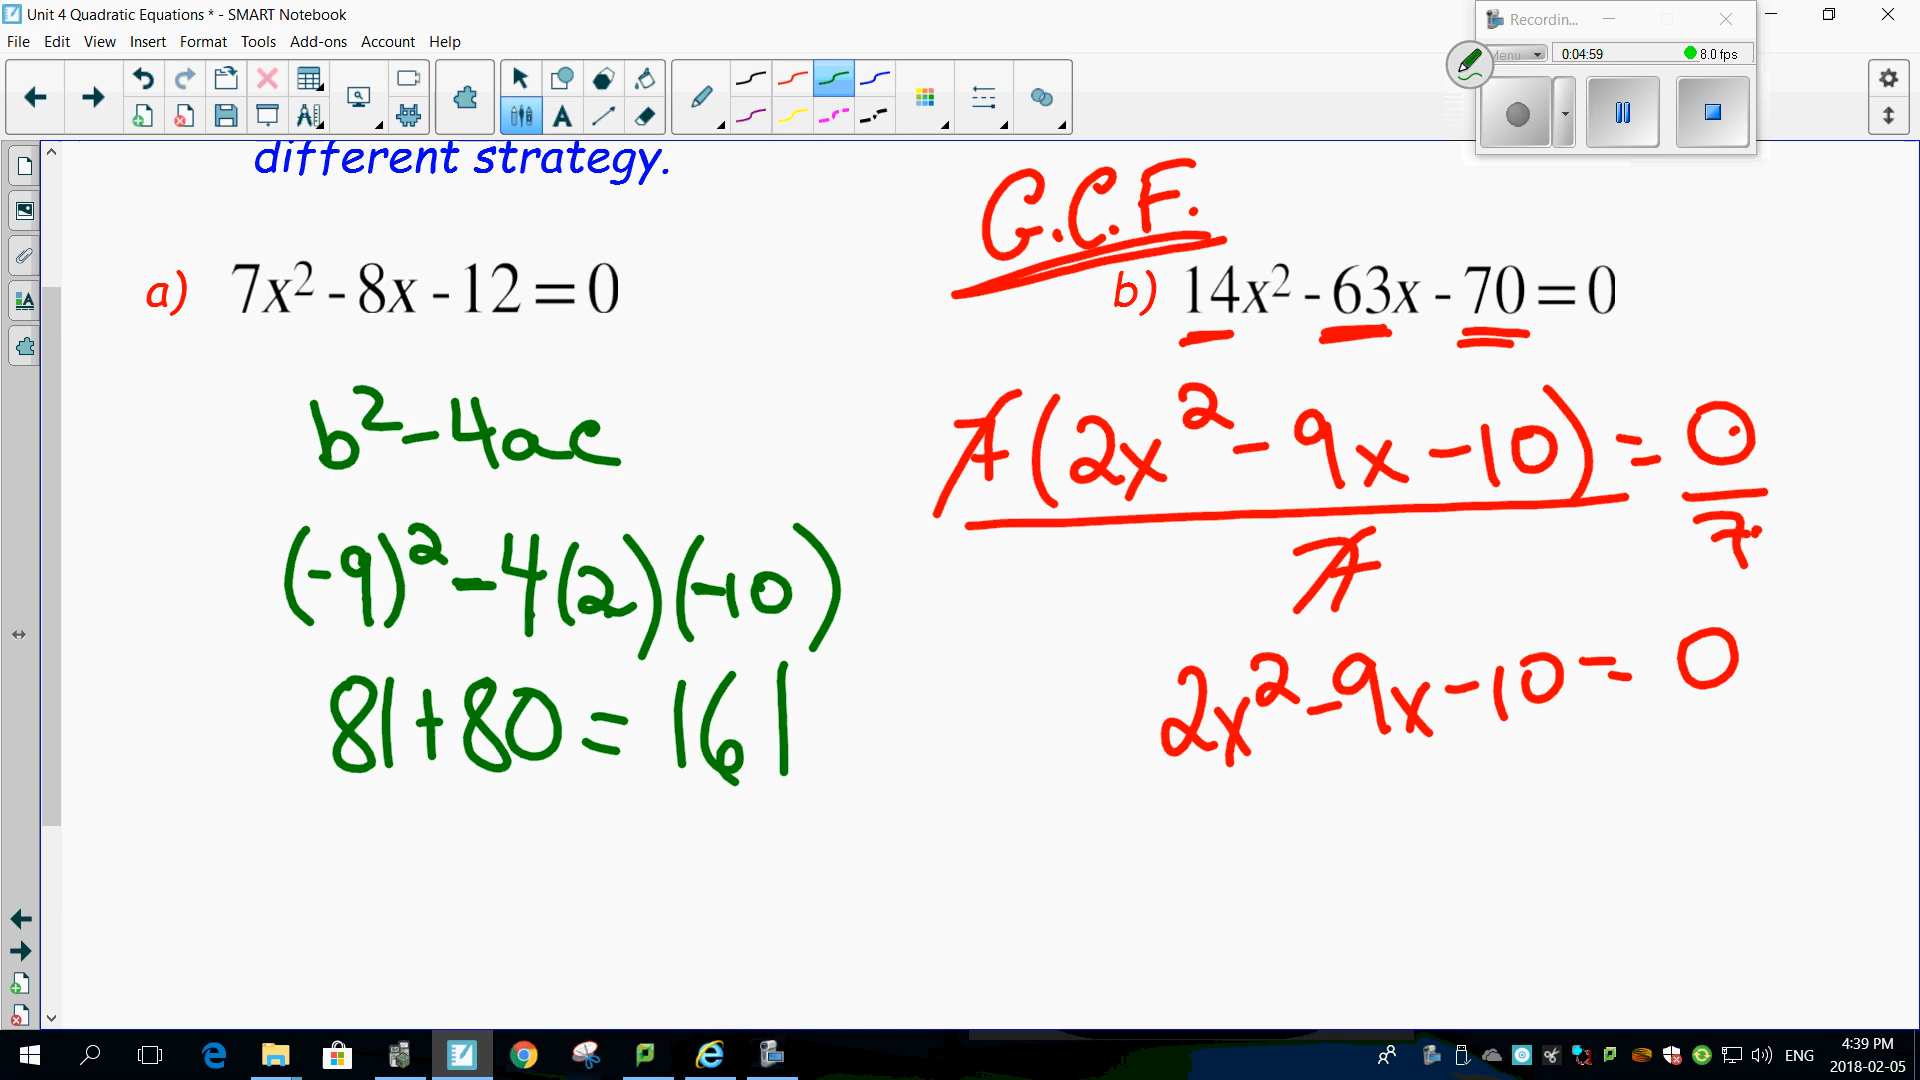 Unit 4 Quadratic Equations * - SMART Notebook
File Edit View Insert Format Tools Add-ons Account Help
Recordin...
Menu
0:04:59
8.0 fps
different strategy.
G.C.F.
a) 7x² - 8x - 12 = 0
b) 14x² - 63x - 70 = 0
b² - 4ac
7(2x² - 9x - 10) = 0
7 7
(-9)² - 4(2)(-10)
81 + 80 = 161
2x² - 9x - 10 = 0
4:39 PM
ENG
2018-02-05